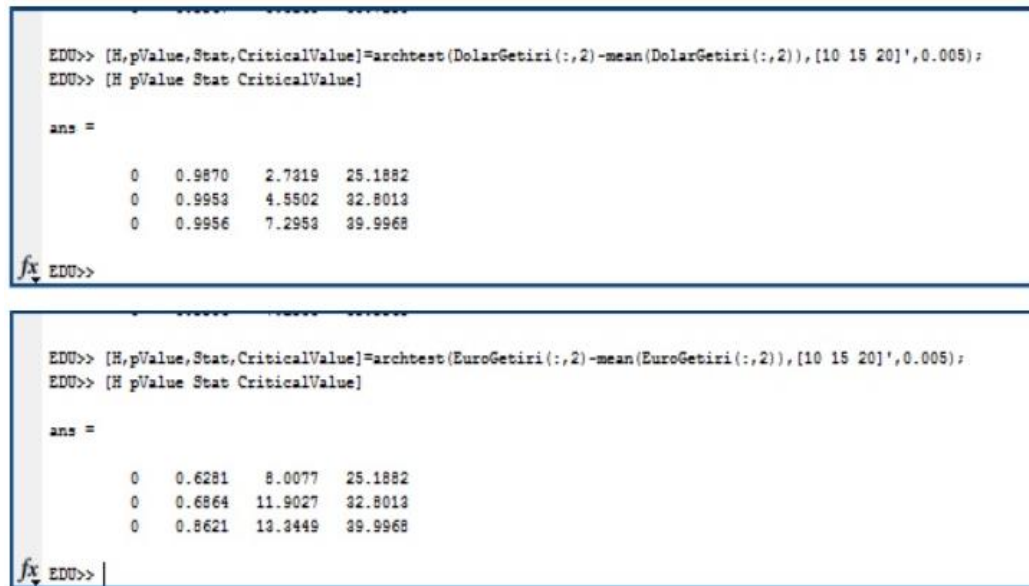 EDU>> [H,pValue,Stat,CriticalValue]=archtest(DolarGetiri(:,2)-mean(DolarGetiri(:,2)),[10 15 20]',0.005);
EDU>> [H pValue Stat CriticalValue]
ans =
0 0.9870 2.7319 25.1882
0 0.9953 4.5502 32.8013
0 0.9956 7.2953 39.9968
fx EDU>>
EDU>> [H,pValue,Stat,CriticalValue]=archtest(EuroGetiri(:,2)-mean(EuroGetiri(:,2)),[10 15 20]',0.005);
EDU>> [H pValue Stat CriticalValue]
ans =
0 0.6281 8.0077 25.1882
0 0.6864 11.9027 32.8013
0 0.8621 13.3449 39.9968
fx EDU>>